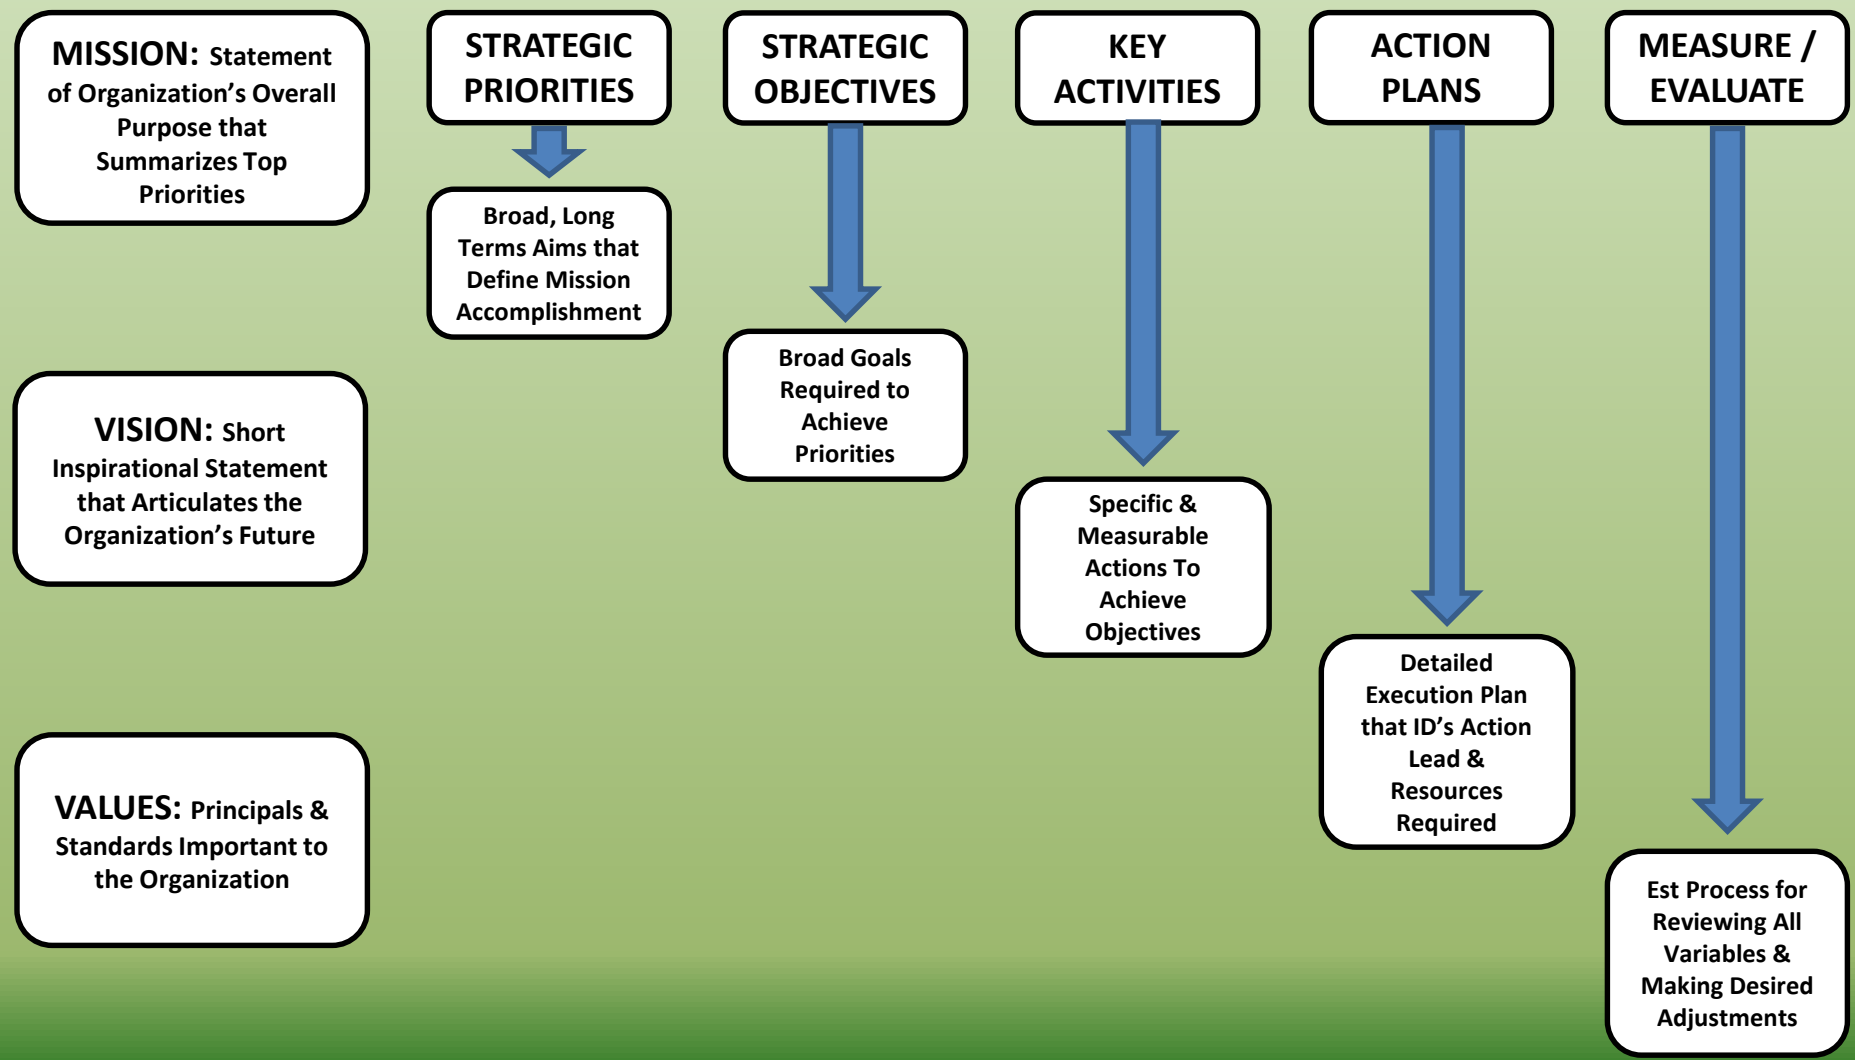 MISSION: Statement
of Organization's Overall
Purpose that
Summarizes Top
Priorities
VISION: Short
Inspirational Statement
that Articulates the
Organization's Future
VALUES: Principals &
Standards Important to
the Organization
STRATEGIC
PRIORITIES
Broad, Long
Terms Aims that
Define Mission
Accomplishment
STRATEGIC
OBJECTIVES
Broad Goals
Required to
Achieve
Priorities
KEY
ACTIVITIES
Specific &
Measurable
Actions To
Achieve
Objectives
ACTION
PLANS
Detailed
Execution Plan
that ID's Action
Lead &
Resources
Required
MEASURE /
EVALUATE
Est Process for
Reviewing All
Variables &
Making Desired
Adjustments